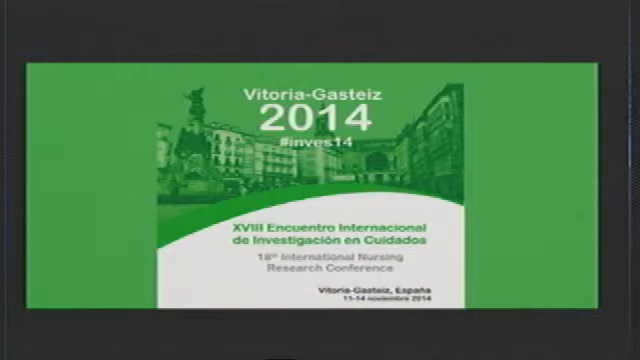 Vitoria-Gasteiz
2014
#inves14
XVIII Encuentro Internacional
de Investigación en Cuidados
18th International Nursing
Research Conference
Vitoria-Gasteiz, España
11-14 noviembre 2014